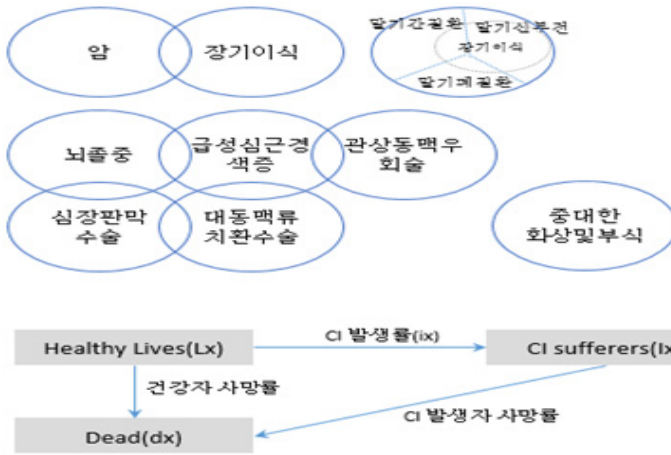 암
장기이식
말기간질환
말기신부전
장기이식
말기폐질환
뇌졸중
급성심근경
색증
관상동맥우
회술
심장판막
수술
대동맥류
치환수술
중대한
화상및부식
Healthy Lives(Lx)
CI 발생률(ix)
CI sufferers(Ix
건강자 사망률
CI 발생자 사망률
Dead(dx)